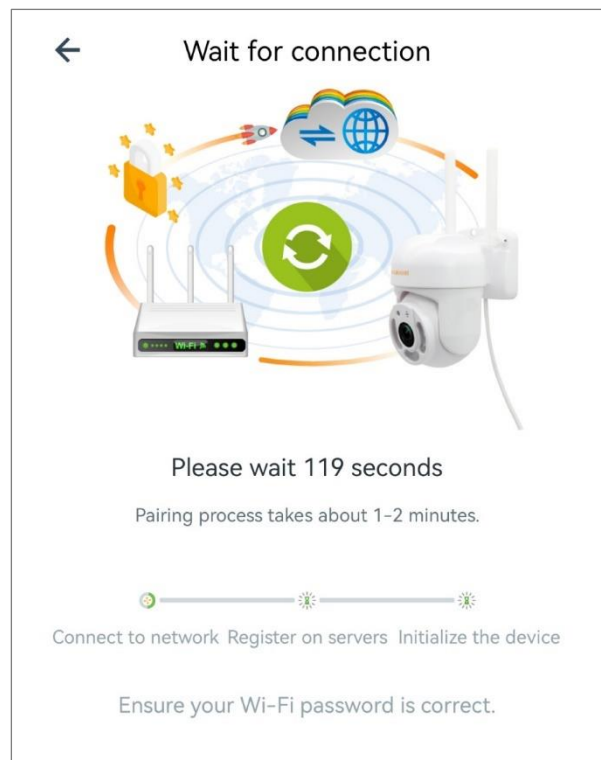 Wait for connection
Wi-Fi
Please wait 119 seconds
Pairing process takes about 1-2 minutes.
Connect to network Register on servers Initialize the device
Ensure your Wi-Fi password is correct.